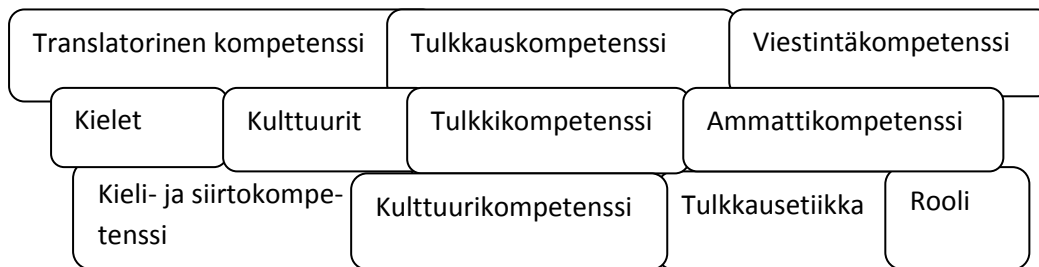 Translatorinen kompetenssi
Tulkkauskompetenssi
Viestintäkompetenssi
Kielet
Kulttuurit
Tulkkikompetenssi
Ammattikompetenssi
Kieli- ja siirtokompe-
tenssi
Kulttuurikompetenssi
Tulkkausetiikka
Rooli